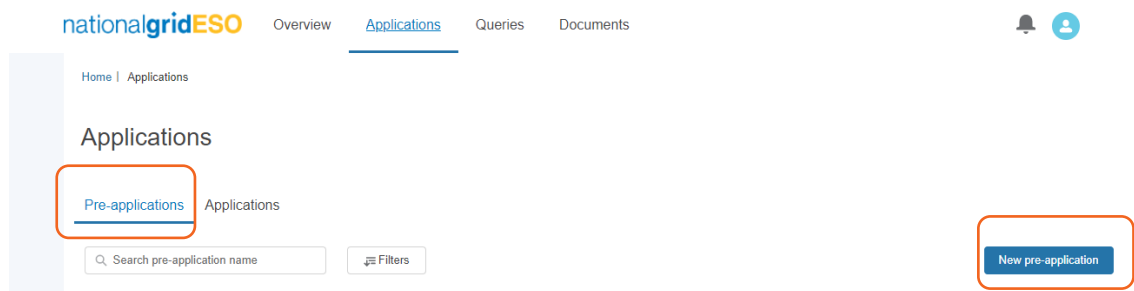 nationalgridESO Overview Applications Queries Documents
Home | Applications
Applications
Pre-applications Applications
Search pre-application name Filters New pre-application